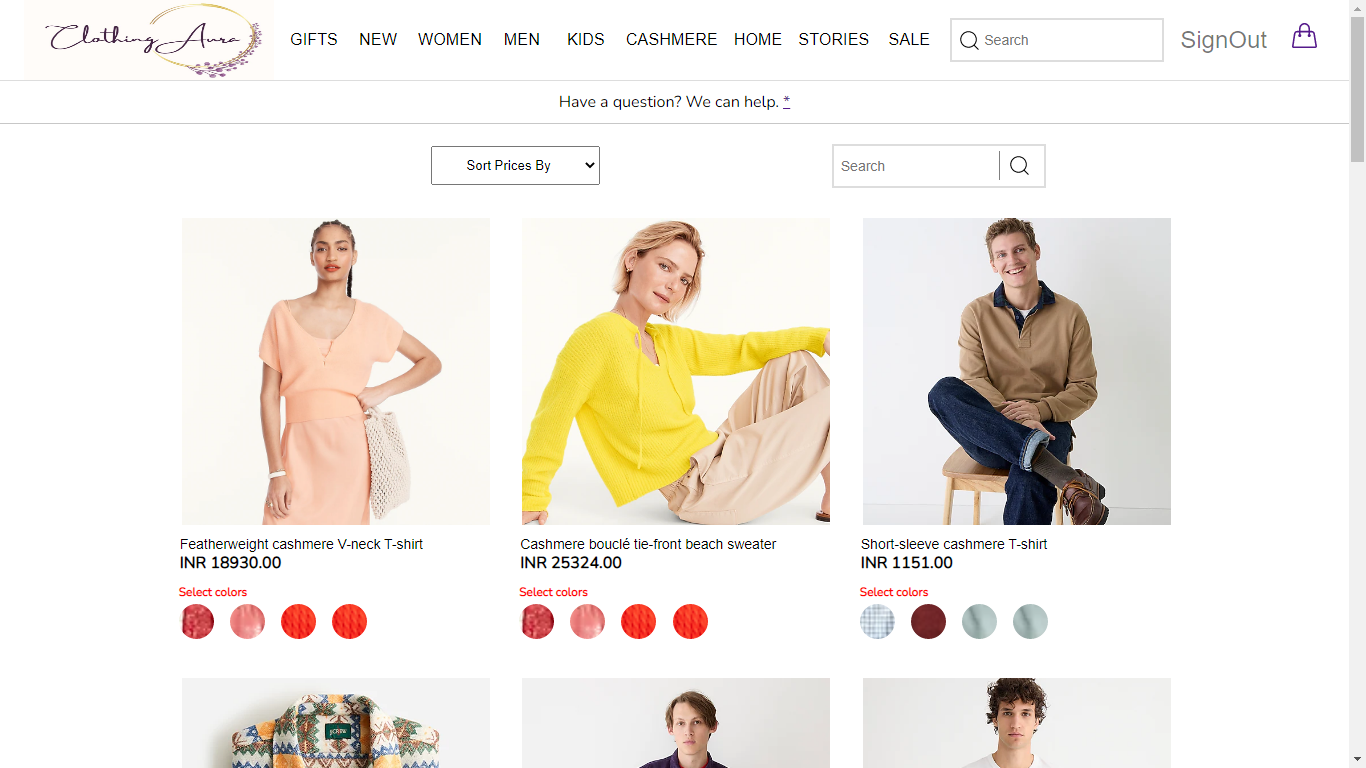 Clothing Aura
GIFTS NEW WOMEN MEN KIDS CASHMERE HOME STORIES SALE Search SignOut
Have a question? We can help. *
Sort Prices By Search
Featherweight cashmere V-neck T-shirt
INR 18930.00
Select colors
Cashmere bouclé tie-front beach sweater
INR 25324.00
Select colors
Short-sleeve cashmere T-shirt
INR 1151.00
Select colors
J.CREW